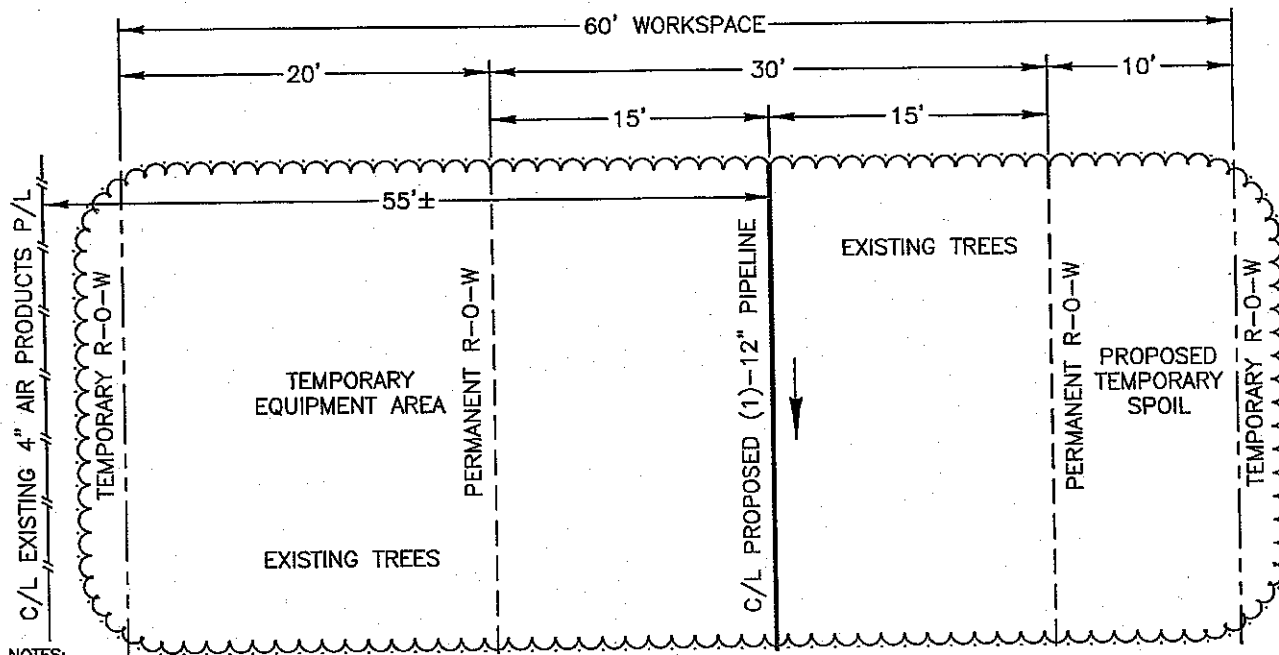 60' WORKSPACE
20'
30'
10'
15'
15'
55'±
C/L EXISTING 4" AIR PRODUCTS P/L
TEMPORARY R-O-W
TEMPORARY
EQUIPMENT AREA
EXISTING TREES
PERMANENT R-O-W
C/L PROPOSED (1)-12" PIPELINE
EXISTING TREES
PERMANENT R-O-W
PROPOSED
TEMPORARY
SPOIL
TEMPORARY R-O-W
NOTES: